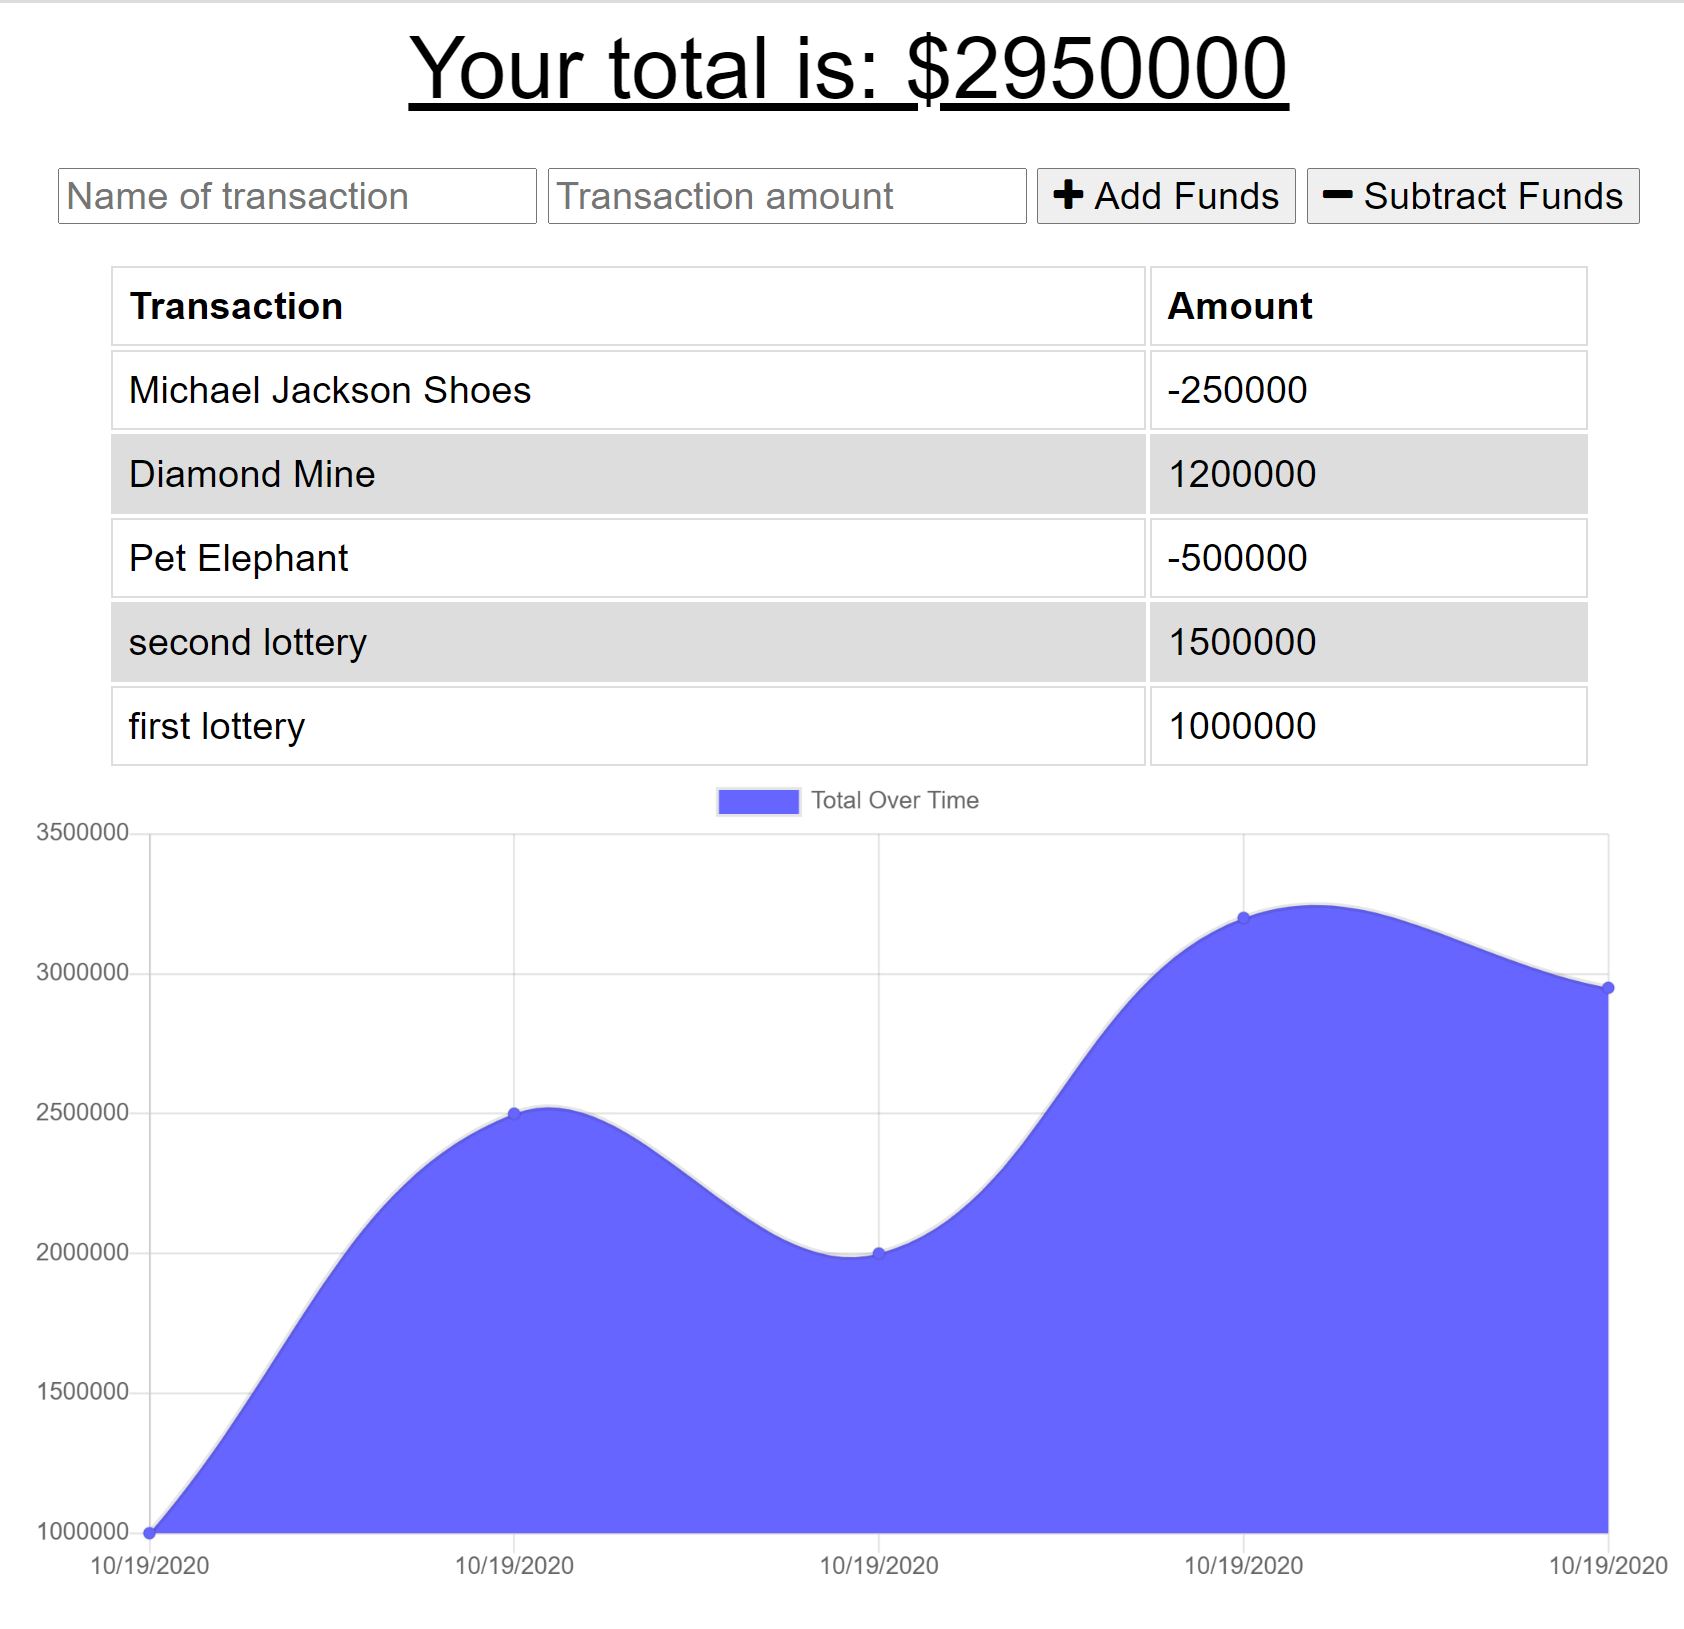 Your total is: $2950000
Name of transaction Transaction amount Add Funds Subtract Funds
Transaction Amount
Michael Jackson Shoes -250000
Diamond Mine 1200000
Pet Elephant -500000
second lottery 1500000
first lottery 1000000
Total Over Time
3500000
3000000
2500000
2000000
1500000
1000000
10/19/2020 10/19/2020 10/19/2020 10/19/2020 10/19/2020